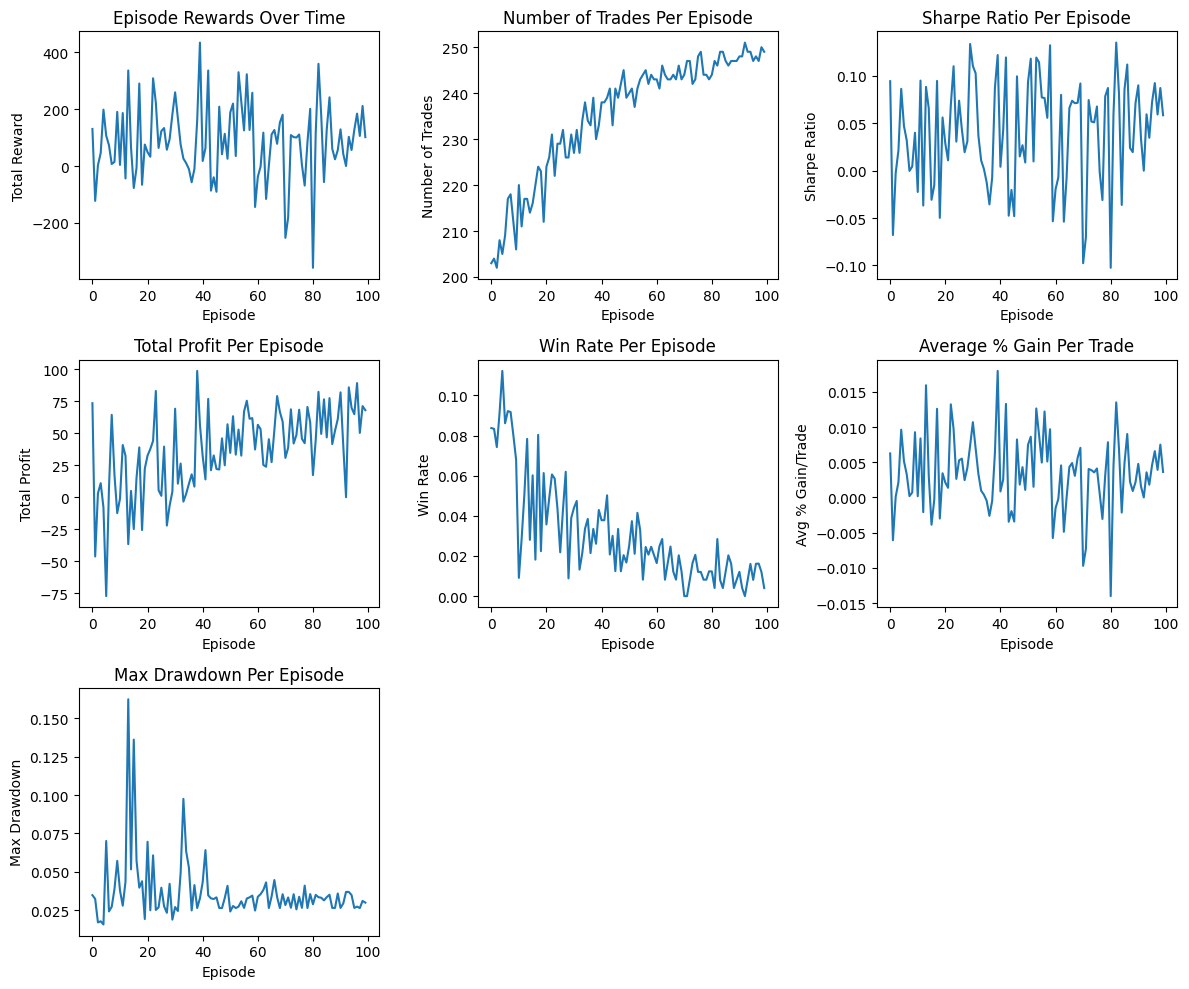 Episode Rewards Over Time
400
200
0
−200
Total Reward
0 20 40 60 80 100
Episode
Number of Trades Per Episode
250
240
230
220
210
200
Number of Trades
0 20 40 60 80 100
Episode
Sharpe Ratio Per Episode
0.10
0.05
0.00
−0.05
−0.10
Sharpe Ratio
0 20 40 60 80 100
Episode
Total Profit Per Episode
100
75
50
25
0
−25
−50
−75
Total Profit
0 20 40 60 80 100
Episode
Win Rate Per Episode
0.10
0.08
0.06
0.04
0.02
0.00
Win Rate
0 20 40 60 80 100
Episode
Average % Gain Per Trade
0.015
0.010
0.005
0.000
−0.005
−0.010
−0.015
Avg % Gain/Trade
0 20 40 60 80 100
Episode
Max Drawdown Per Episode
0.150
0.125
0.100
0.075
0.050
0.025
Max Drawdown
0 20 40 60 80 100
Episode